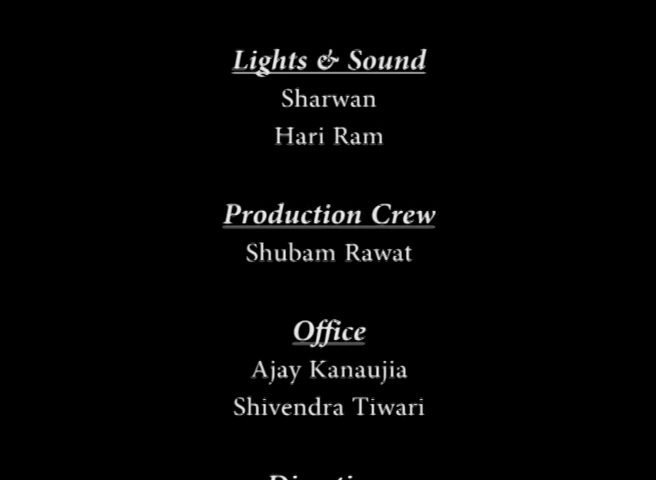 Lights & Sound
Sharwan
Hari Ram
Production Crew
Shubam Rawat
Office
Ajay Kanaujia
Shivendra Tiwari